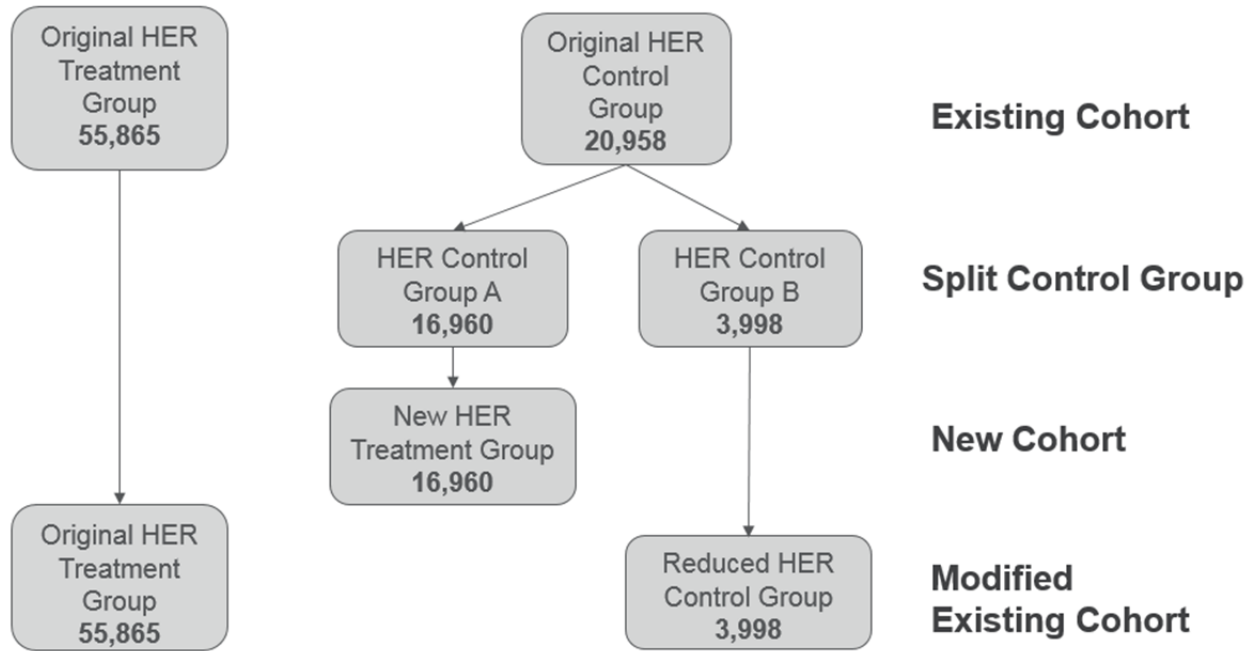 Original HER
Treatment
Group
55,865
Original HER
Control
Group
20,958
Existing Cohort
HER Control
Group A
16,960
HER Control
Group B
3,998
Split Control Group
New HER
Treatment Group
16,960
New Cohort
Original HER
Treatment
Group
55,865
Reduced HER
Control Group
3,998
Modified
Existing Cohort